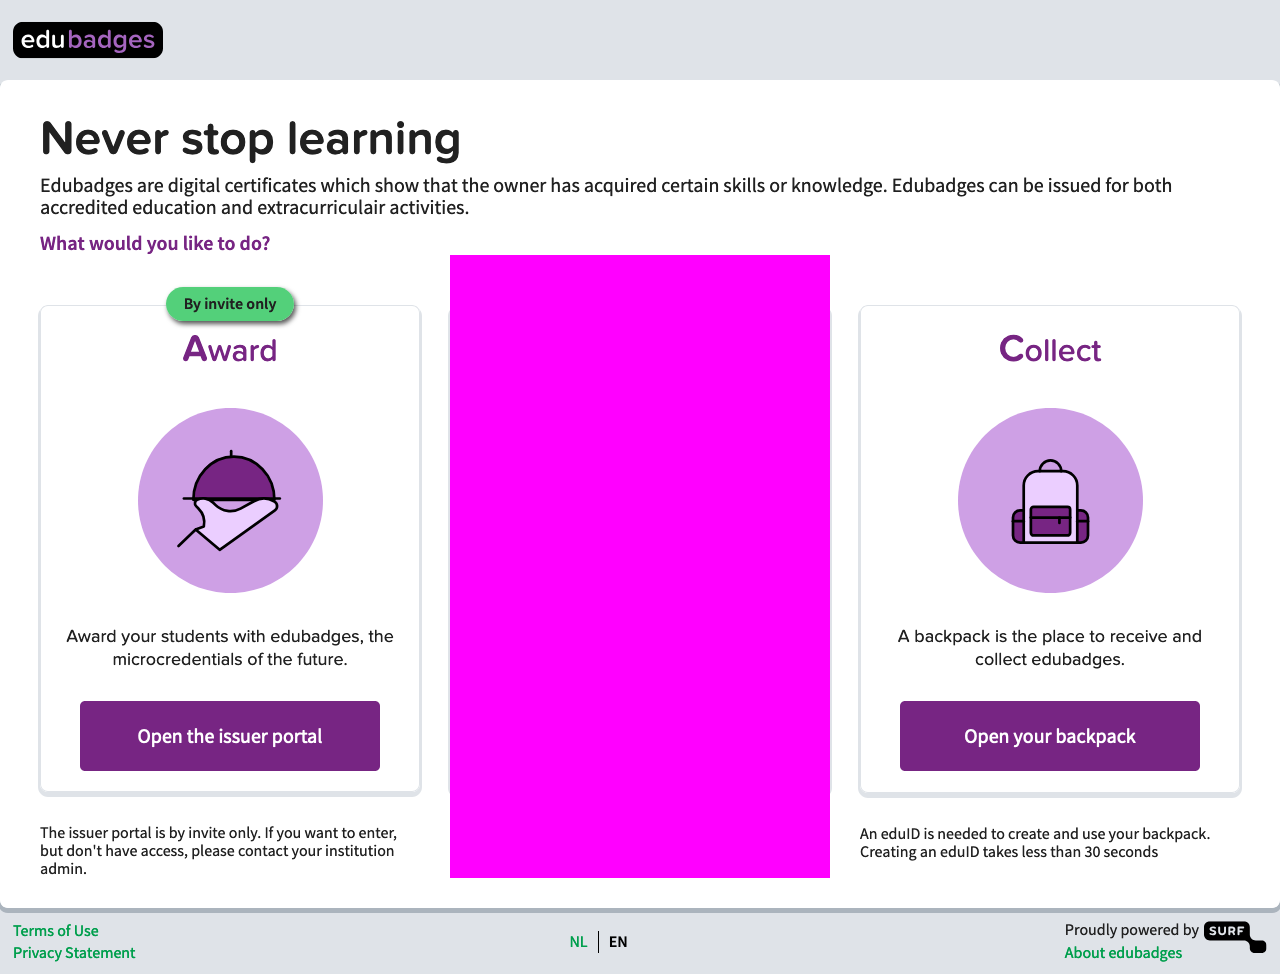 edubadges
Never stop learning
Edubadges are digital certificates which show that the owner has acquired certain skills or knowledge. Edubadges can be issued for both
accredited education and extracurriculair activities.
What would you like to do?
By invite only
Award
Award your students with edubadges, the
microcredentials of the future.
Open the issuer portal
The issuer portal is by invite only. If you want to enter,
but don't have access, please contact your institution
admin.
Collect
A backpack is the place to receive and
collect edubadges.
Open your backpack
An eduID is needed to create and use your backpack.
Creating an eduID takes less than 30 seconds
Terms of Use
Privacy Statement
NL | EN
Proudly powered by SURF
About edubadges